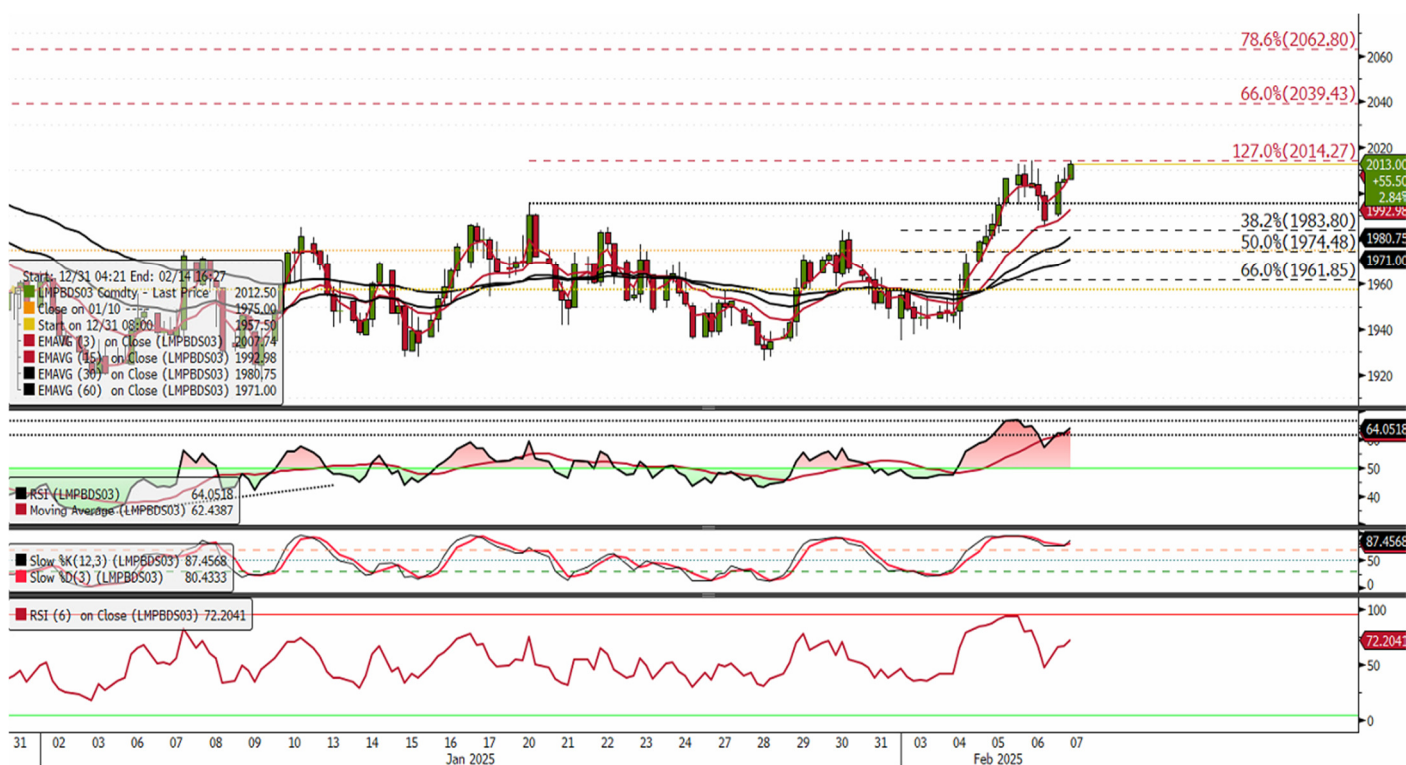 78.6%(2062.80)
2060
66.0%(2039.43)
2040
2020
127.0%(2014.27)
2013.00
+55.50
2.84%
1992.98
38.2%(1983.80)
1980.75
50.0%(1974.48)
1971.00
66.0%(1961.85)
1960
1940
1920
Start: 12/31 04:21 End: 02/14 16:27
LMPBDS03 Comdty - Last Price 2012.50
Close on 01/10 ---- 1975.00
Start on 12/31 08:00 1957.50
EMAVG (3) on Close (LMPBDS03) 2007.74
EMAVG (15) on Close (LMPBDS03) 1992.98
EMAVG (30) on Close (LMPBDS03) 1980.75
EMAVG (60) on Close (LMPBDS03) 1971.00
64.0518
50
40
RSI (LMPBDS03) 64.0518
Moving Average (LMPBDS03) 62.4387
87.4568
50
0
Slow %K(12,3) (LMPBDS03) 87.4568
Slow %D(3) (LMPBDS03) 80.4333
RSI (6) on Close (LMPBDS03) 72.2041
100
72.2041
50
0
31 02 03 06 07 08 09 10 13 14 15 16 17 20 21 22 23 24 27 28 29 30 31 03 04 05 06 07
Jan 2025 Feb 2025